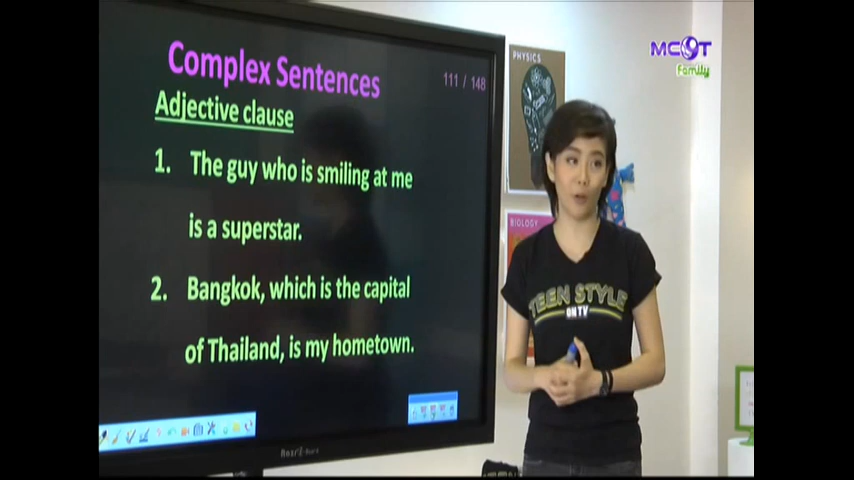 Complex Sentences
111 / 148
Adjective clause
1. The guy who is smiling at me
is a superstar.
2. Bangkok, which is the capital
of Thailand, is my hometown.
PHYSICS
BIOLOGY
TEEN STYLE
ON TV
MCOT
family